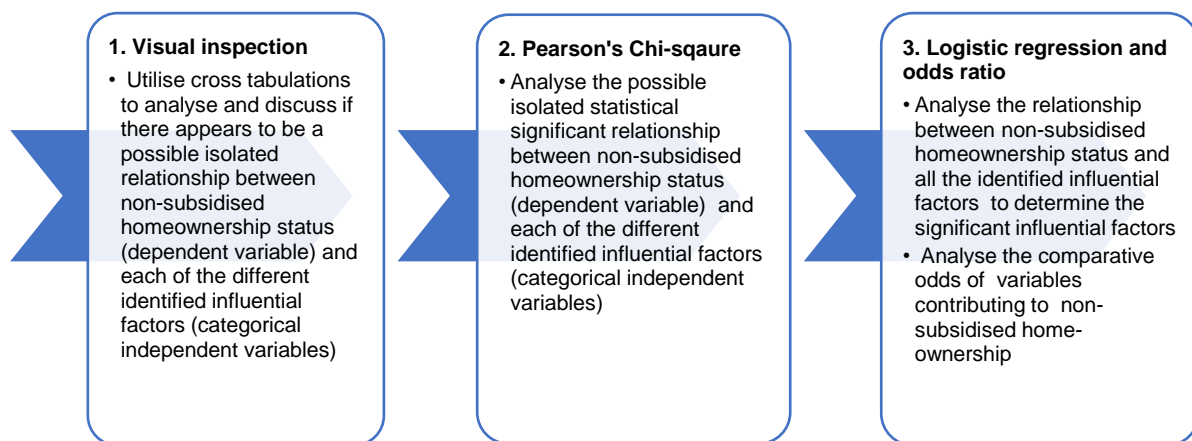 1. Visual inspection
• Utilise cross tabulations
to analyse and discuss if
there appears to be a
possible isolated
relationship between
non-subsidised
homeownership status
(dependent variable) and
each of the different
identified influential
factors (categorical
independent variables)
2. Pearson's Chi-sqaure
• Analyse the possible
isolated statistical
significant relationship
between non-subsidised
homeownership status
(dependent variable) and
each of the different
identified influential factors
(categorical independent
variables)
3. Logistic regression and
odds ratio
• Analyse the relationship
between non-subsidised
homeownership status and
all the identified influential
factors to determine the
significant influential factors
• Analyse the comparative
odds of variables
contributing to non-
subsidised home-
ownership